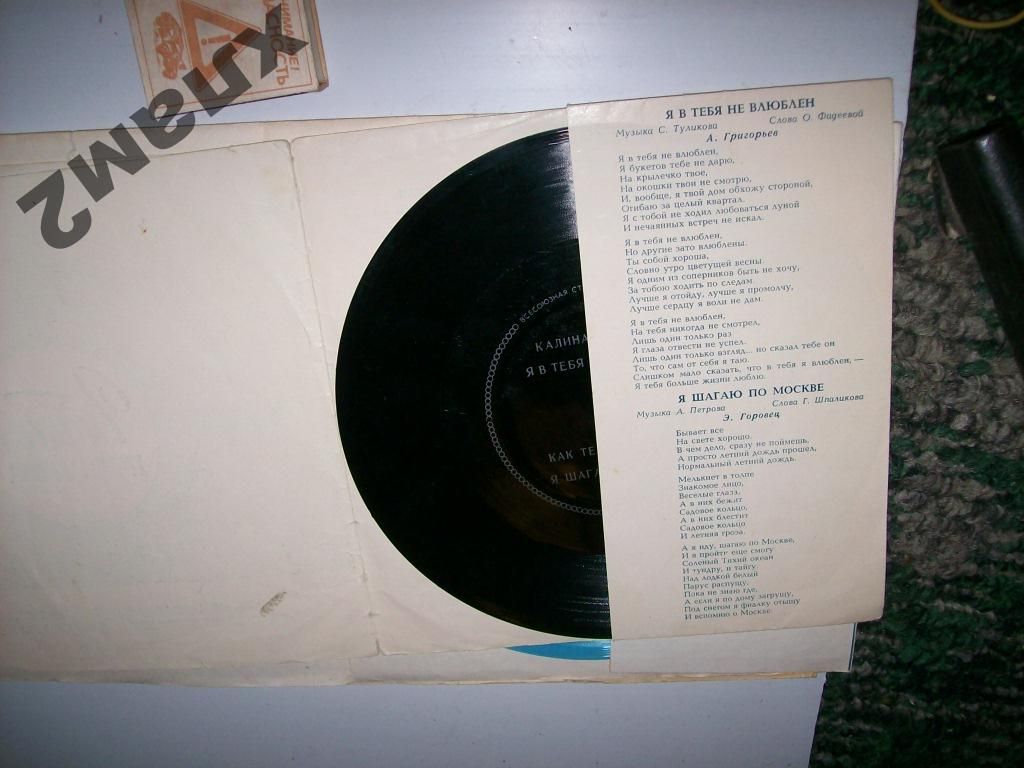 ВНИМАНИЕ!
ОПАСНОСТЬ
хлам2
ВСЕСОЮЗНАЯ СТ
КАЛИНА
Я В ТЕБЯ
КАК ТЕ
Я ШАГА
Я В ТЕБЯ НЕ ВЛЮБЛЕН
Музыка С. Туликова Слова О. Фадеевой
А. Григорьев
Я в тебя не влюблен,
Я букетов тебе не дарю,
На крылечко твое,
На окошки твои не смотрю,
И, вообще, я твой дом обхожу стороной,
Огибаю за целый квартал.
Я с тобой не ходил любоваться луной
И нечаянных встреч не искал.
Я в тебя не влюблен,
Но другие зато влюблены.
Ты собой хороша,
Словно утро цветущей весны.
Я одним из соперников быть не хочу,
За тобою ходить по следам.
Лучше я отойду, лучше я промолчу,
Лучше сердцу я воли не дам.
Я в тебя не влюблен,
На тебя никогда не смотрел,
Лишь один только раз
Я глаза отвести не успел.
Лишь один только взгляд... но сказал тебе он
То, что сам от себя я таю.
Слишком мало сказать, что в тебя я влюблен,—
Я тебя больше жизни люблю.
Я ШАГАЮ ПО МОСКВЕ
Музыка А. Петрова Слова Г. Шпаликова
Э. Горовец
Бывает все
На свете хорошо.
В чем дело, сразу не поймешь,
А просто летний дождь прошел,
Нормальный летний дождь.
Мелькнет в толпе
Знакомое лицо,
Веселые глаза,
А в них бежит
Садовое кольцо,
А в них блестит
Садовое кольцо
И летняя гроза.
А я иду, шагаю по Москве,
И я пройти еще смогу
Соленый Тихий океан
И тундру, и тайгу.
Над лодкой белый
Парус распущу,
Пока не знаю где,
А если я по дому загрущу,
Под снегом я фиалку отыщу
И вспомню о Москве.